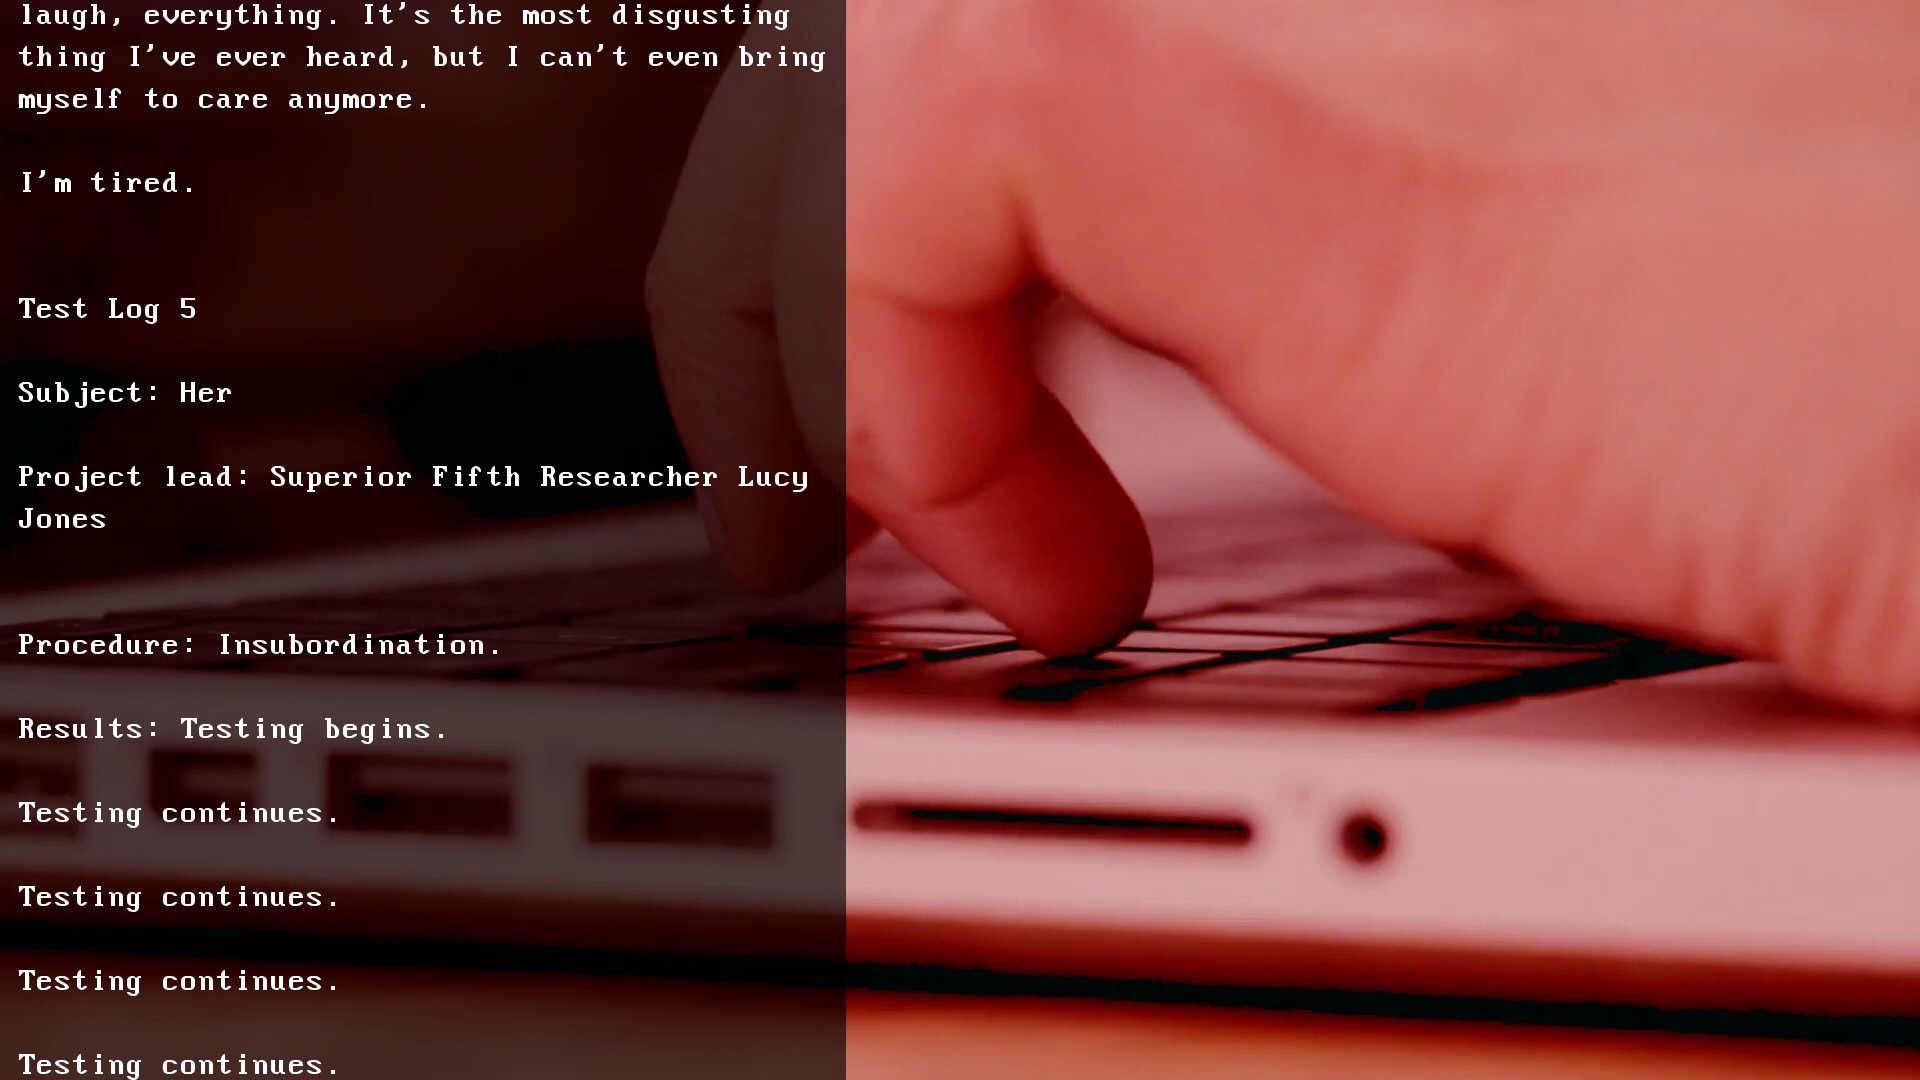 laugh, everything. It's the most disgusting
thing I've ever heard, but I can't even bring
myself to care anymore.
I'm tired.
Test Log 5
Subject: Her
Project lead: Superior Fifth Researcher Lucy
Jones
Procedure: Insubordination.
Results: Testing begins.
Testing continues.
Testing continues.
Testing continues.
Testing continues.